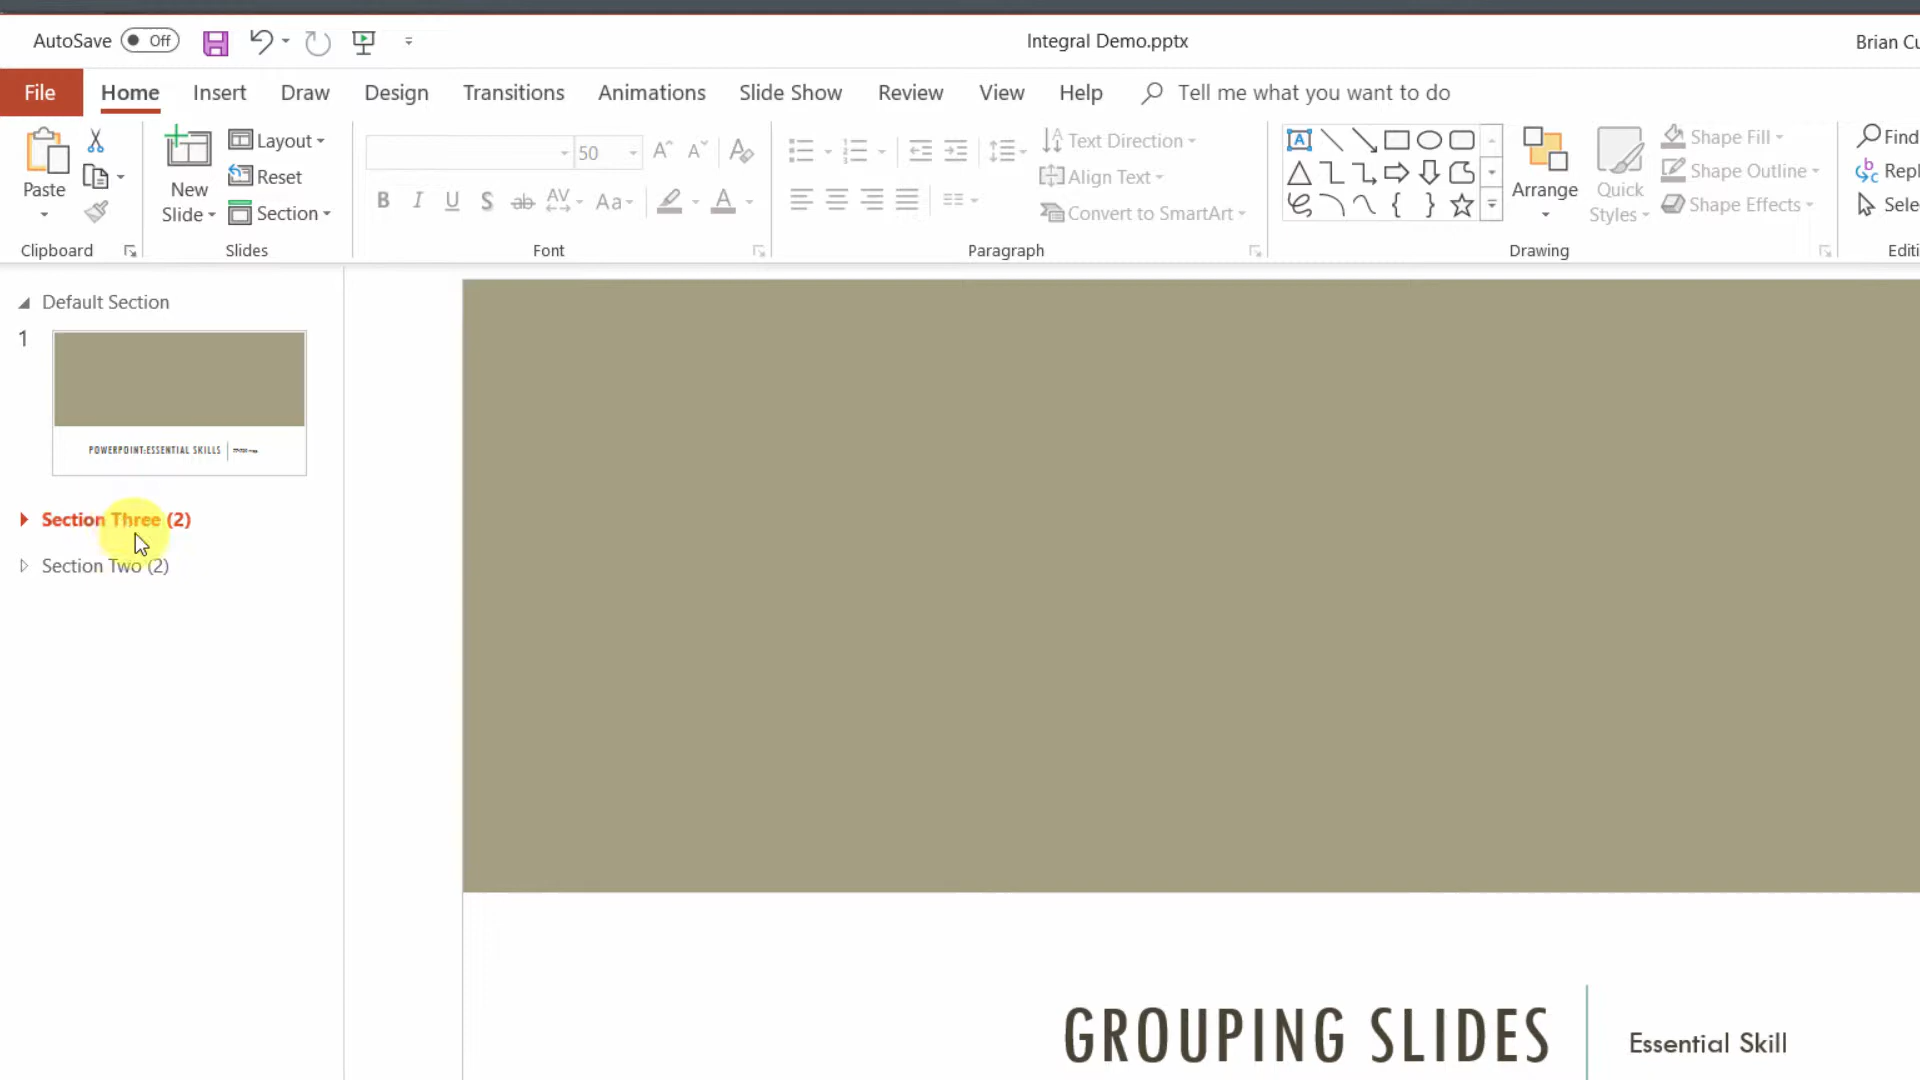 AutoSave Off
Integral Demo.pptx
Brian Cu
File Home Insert Draw Design Transitions Animations Slide Show Review View Help Tell me what you want to do
Paste
New Slide
Layout
Reset
Section
50
B I U S ab AV Aa A
Text Direction
Align Text
Convert to SmartArt
Arrange
Quick Styles
Shape Fill
Shape Outline
Shape Effects
Find
Repl
Sele
Clipboard Slides Font Paragraph Drawing Editi
Default Section
1
POWERPOINT:ESSENTIAL SKILLS
Section Three (2)
Section Two (2)
GROUPING SLIDES
Essential Skill